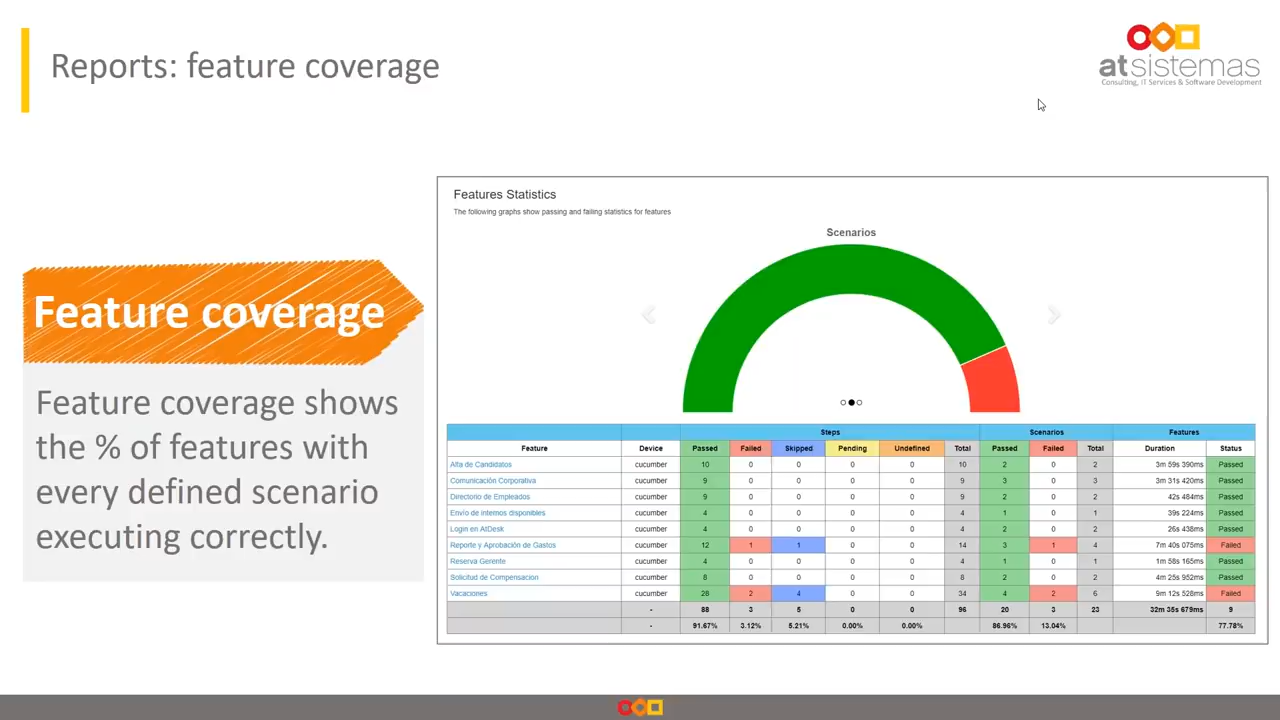 Reports: feature coverage
atsistemas
Consulting, IT Services & Software Development
Feature coverage
Feature coverage shows
the % of features with
every defined scenario
executing correctly.
Features Statistics
The following graphs show passing and failing statistics for features
Scenarios
Steps Scenarios Features
Feature Device Passed Failed Skipped Pending Undefined Total Passed Failed Total Duration Status
Alta de Candidatos cucumber 10 0 0 0 0 10 2 0 2 3m 59s 390ms Passed
Comunicación Corporativa cucumber 9 0 0 0 0 9 3 0 3 3m 31s 420ms Passed
Directorio de Empleados cucumber 9 0 0 0 0 9 2 0 2 42s 484ms Passed
Envío de internos disponibles cucumber 4 0 0 0 0 4 1 0 1 39s 224ms Passed
Login en AtDesk cucumber 4 0 0 0 0 4 2 0 2 26s 438ms Passed
Reporte y Aprobación de Gastos cucumber 12 1 1 0 0 14 3 1 4 7m 40s 075ms Failed
Reserva Gerente cucumber 4 0 0 0 0 4 1 0 1 1m 58s 165ms Passed
Solicitud de Compensación cucumber 8 0 0 0 0 8 2 0 2 4m 25s 952ms Passed
Vacaciones cucumber 28 2 4 0 0 34 4 2 6 9m 12s 528ms Failed
- 88 3 5 0 0 96 20 3 23 32m 35s 679ms 9
- 91.67% 3.12% 5.21% 0.00% 0.00% 86.96% 13.04% 77.78%